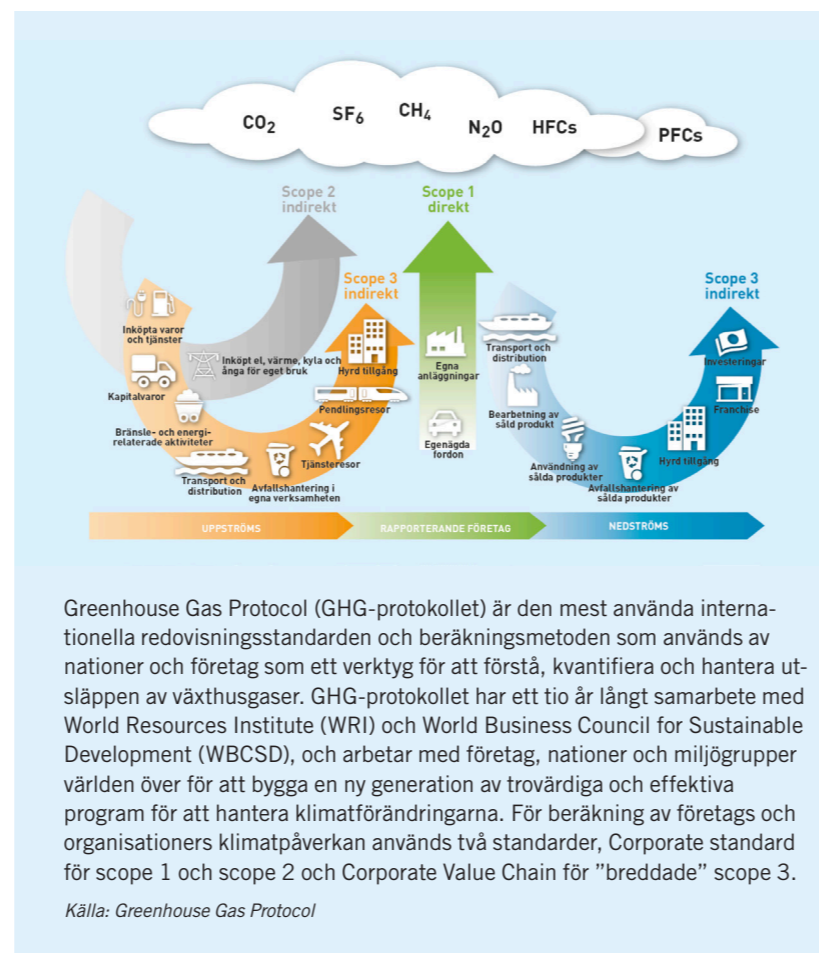 CO2
SF6
CH4
N2O
HFCs
PFCs
Scope 2
indirekt
Scope 1
direkt
Scope 3
indirekt
Scope 3
indirekt
Inköpta varor
och tjänster
Kapitalvaror
Bränsle- och energi-
relaterade aktiviteter
Transport och
distribution
Avfallshantering i
egna verksamheten
Tjänsteresor
Pendlingsresor
Hyrd tillgång
Inköpt el, värme, kyla och
ånga för eget bruk
Egna
anläggningar
Egenägda
fordon
Transport och
distribution
Bearbetning av
såld produkt
Användning av
sålda produkter
Avfallshantering av
sålda produkter
Hyrd tillgång
Franchise
Investeringar
UPPSTRÖMS
RAPPORTERANDE FÖRETAG
NEDSTRÖMS
Greenhouse Gas Protocol (GHG-protokollet) är den mest använda interna-
tionella redovisningsstandarden och beräkningsmetoden som används av
nationer och företag som ett verktyg för att förstå, kvantifiera och hantera ut-
släppen av växthusgaser. GHG-protokollet har ett tio år långt samarbete med
World Resources Institute (WRI) och World Business Council for Sustainable
Development (WBCSD), och arbetar med företag, nationer och miljögrupper
världen över för att bygga en ny generation av trovärdiga och effektiva
program för att hantera klimatförändringarna. För beräkning av företags och
organisationers klimatpåverkan används två standarder, Corporate standard
för scope 1 och scope 2 och Corporate Value Chain för ”breddade” scope 3.
Källa: Greenhouse Gas Protocol